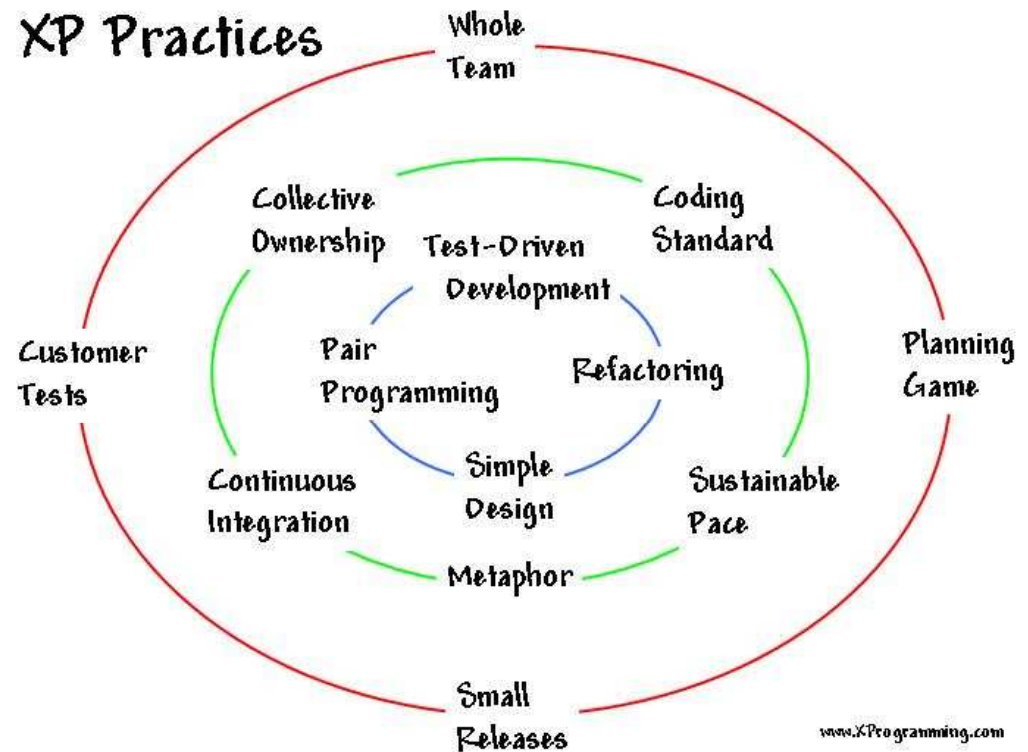 XP Practices
Whole
Team
Collective
Ownership
Coding
Standard
Test-Driven
Development
Customer
Tests
Pair
Programming
Refactoring
Planning
Game
Continuous
Integration
Simple
Design
Sustainable
Pace
Metaphor
Small
Releases
www.XProgramming.com